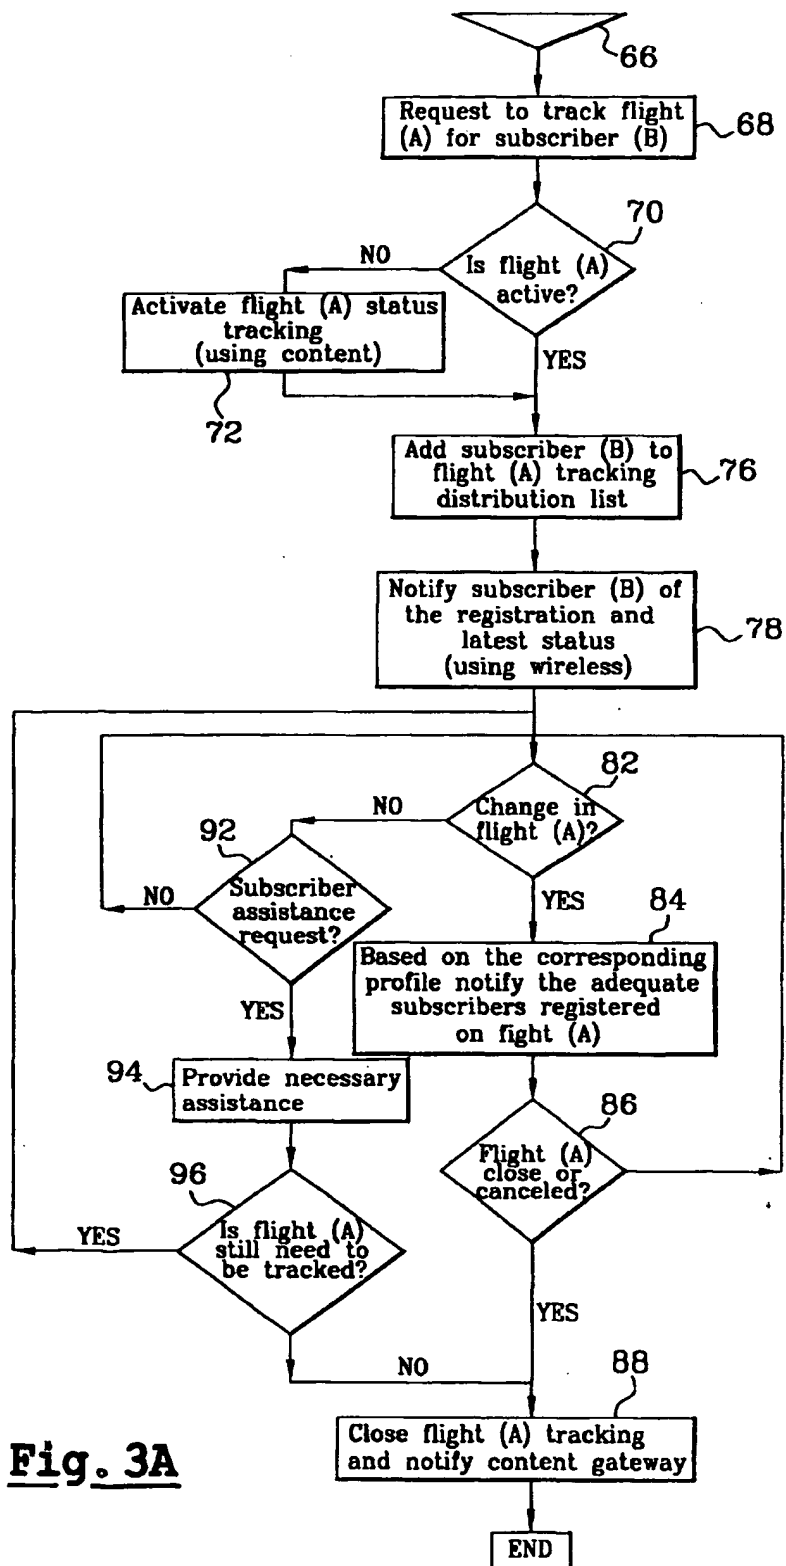 66
Request to track flight
(A) for subscriber (B)
68
70
NO
Is flight (A)
active?
Activate flight (A) status
tracking
(using content)
YES
72
Add subscriber (B) to
flight (A) tracking
distribution list
76
Notify subscriber (B) of
the registration and
latest status
(using wireless)
78
82
NO
Change in
flight (A)?
92
NO
Subscriber
assistance
request?
YES
84
Based on the corresponding
profile notify the adequate
subscribers registered
on fight (A)
YES
94
Provide necessary
assistance
86
Flight (A)
close or
canceled?
96
YES
Is flight (A)
still need to
be tracked?
YES
NO
88
Close flight (A) tracking
and notify content gateway
Fig. 3A
END